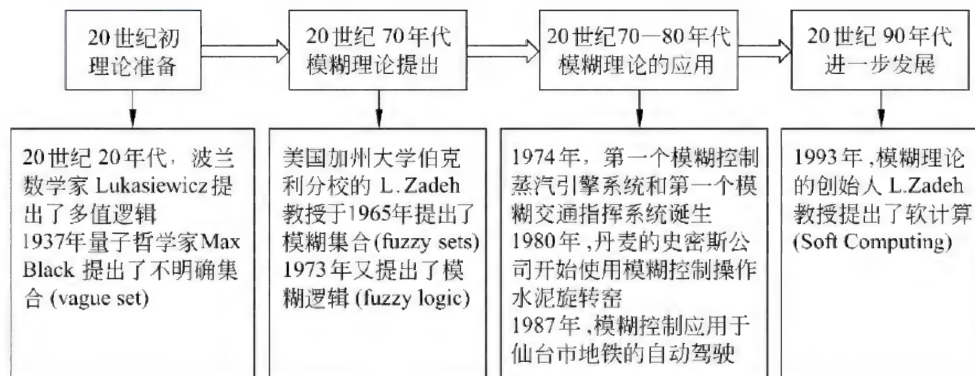 20世纪初
理论准备
20世纪 70年代
模糊理论提出
20世纪70—80年代
模糊理论的应用
20世纪 90年代
进一步发展
20世纪 20年代，波兰
数学家 Lukasiewicz提
出了多值逻辑
1937年量子哲学家Max
Black 提出了不明确集
合 (vague set)
美国加州大学伯克
利分校的 L.Zadeh
教授于1965年提出了
模糊集合(fuzzy sets)
1973年又提出了模
糊逻辑 (fuzzy logic)
1974年，第一个模糊控制
蒸汽引擎系统和第一个模
糊交通指挥系统诞生
1980年,丹麦的史密斯公
司开始使用模糊控制操作
水泥旋转窑
1987年,模糊控制应用于
仙台市地铁的自动驾驶
1993年,模糊理论
的创始人 L.Zadeh
教授提出了软计算
(Soft Computing)